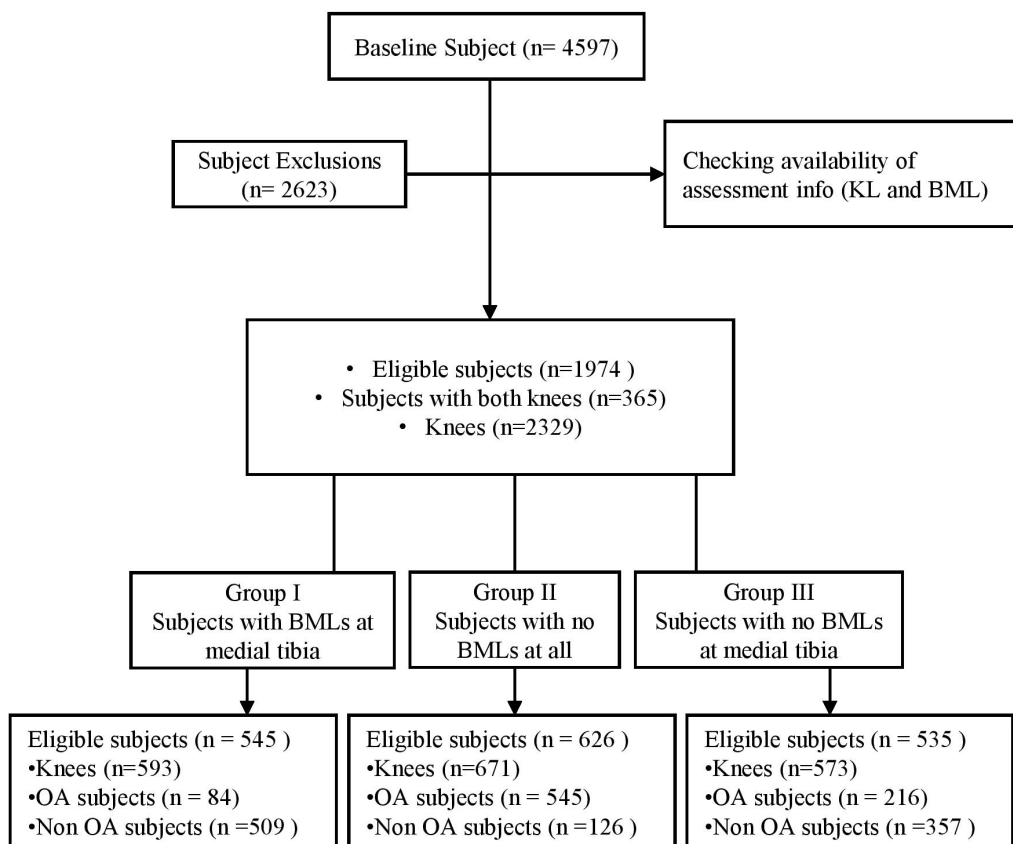 Baseline Subject (n= 4597)
Subject Exclusions
(n= 2623)
Checking availability of
assessment info (KL and BML)
• Eligible subjects (n=1974 )
• Subjects with both knees (n=365)
• Knees (n=2329)
Group I
Subjects with BMLs at
medial tibia
Group II
Subjects with no
BMLs at all
Group III
Subjects with no BMLs
at medial tibia
Eligible subjects (n = 545 )
•Knees (n=593)
•OA subjects (n = 84)
•Non OA subjects (n =509 )
Eligible subjects (n = 626 )
•Knees (n=671)
•OA subjects (n = 545)
•Non OA subjects (n =126 )
Eligible subjects (n = 535 )
•Knees (n=573)
•OA subjects (n = 216)
•Non OA subjects (n =357 )